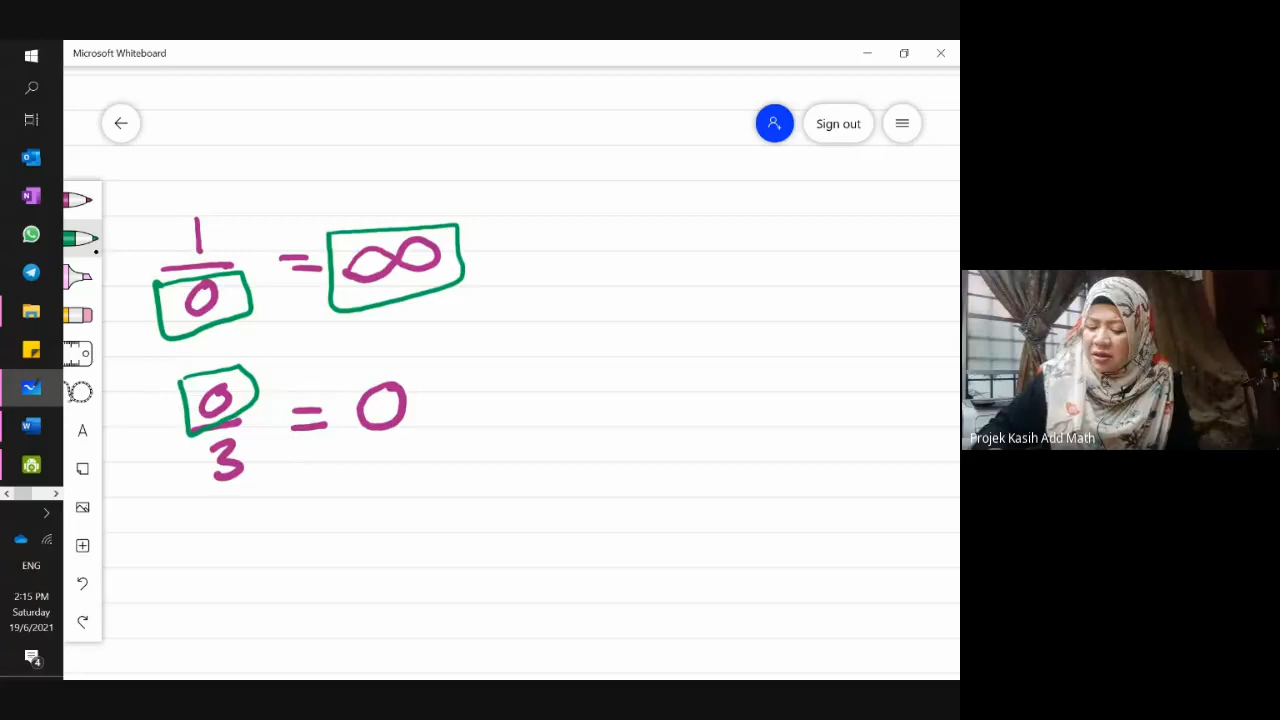 Microsoft Whiteboard
Sign out
1/0 = ∞
0/3 = 0
A
ENG
2:15 PM
Saturday
19/6/2021
4
Projek Kasih Add Math